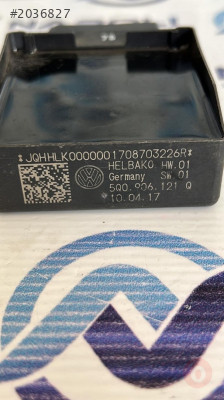 #2036827
*JQHHLK0000001708703226R*
HELBAKO HW.01
Germany SW.01
5Q0.906.121 Q
10.04.17